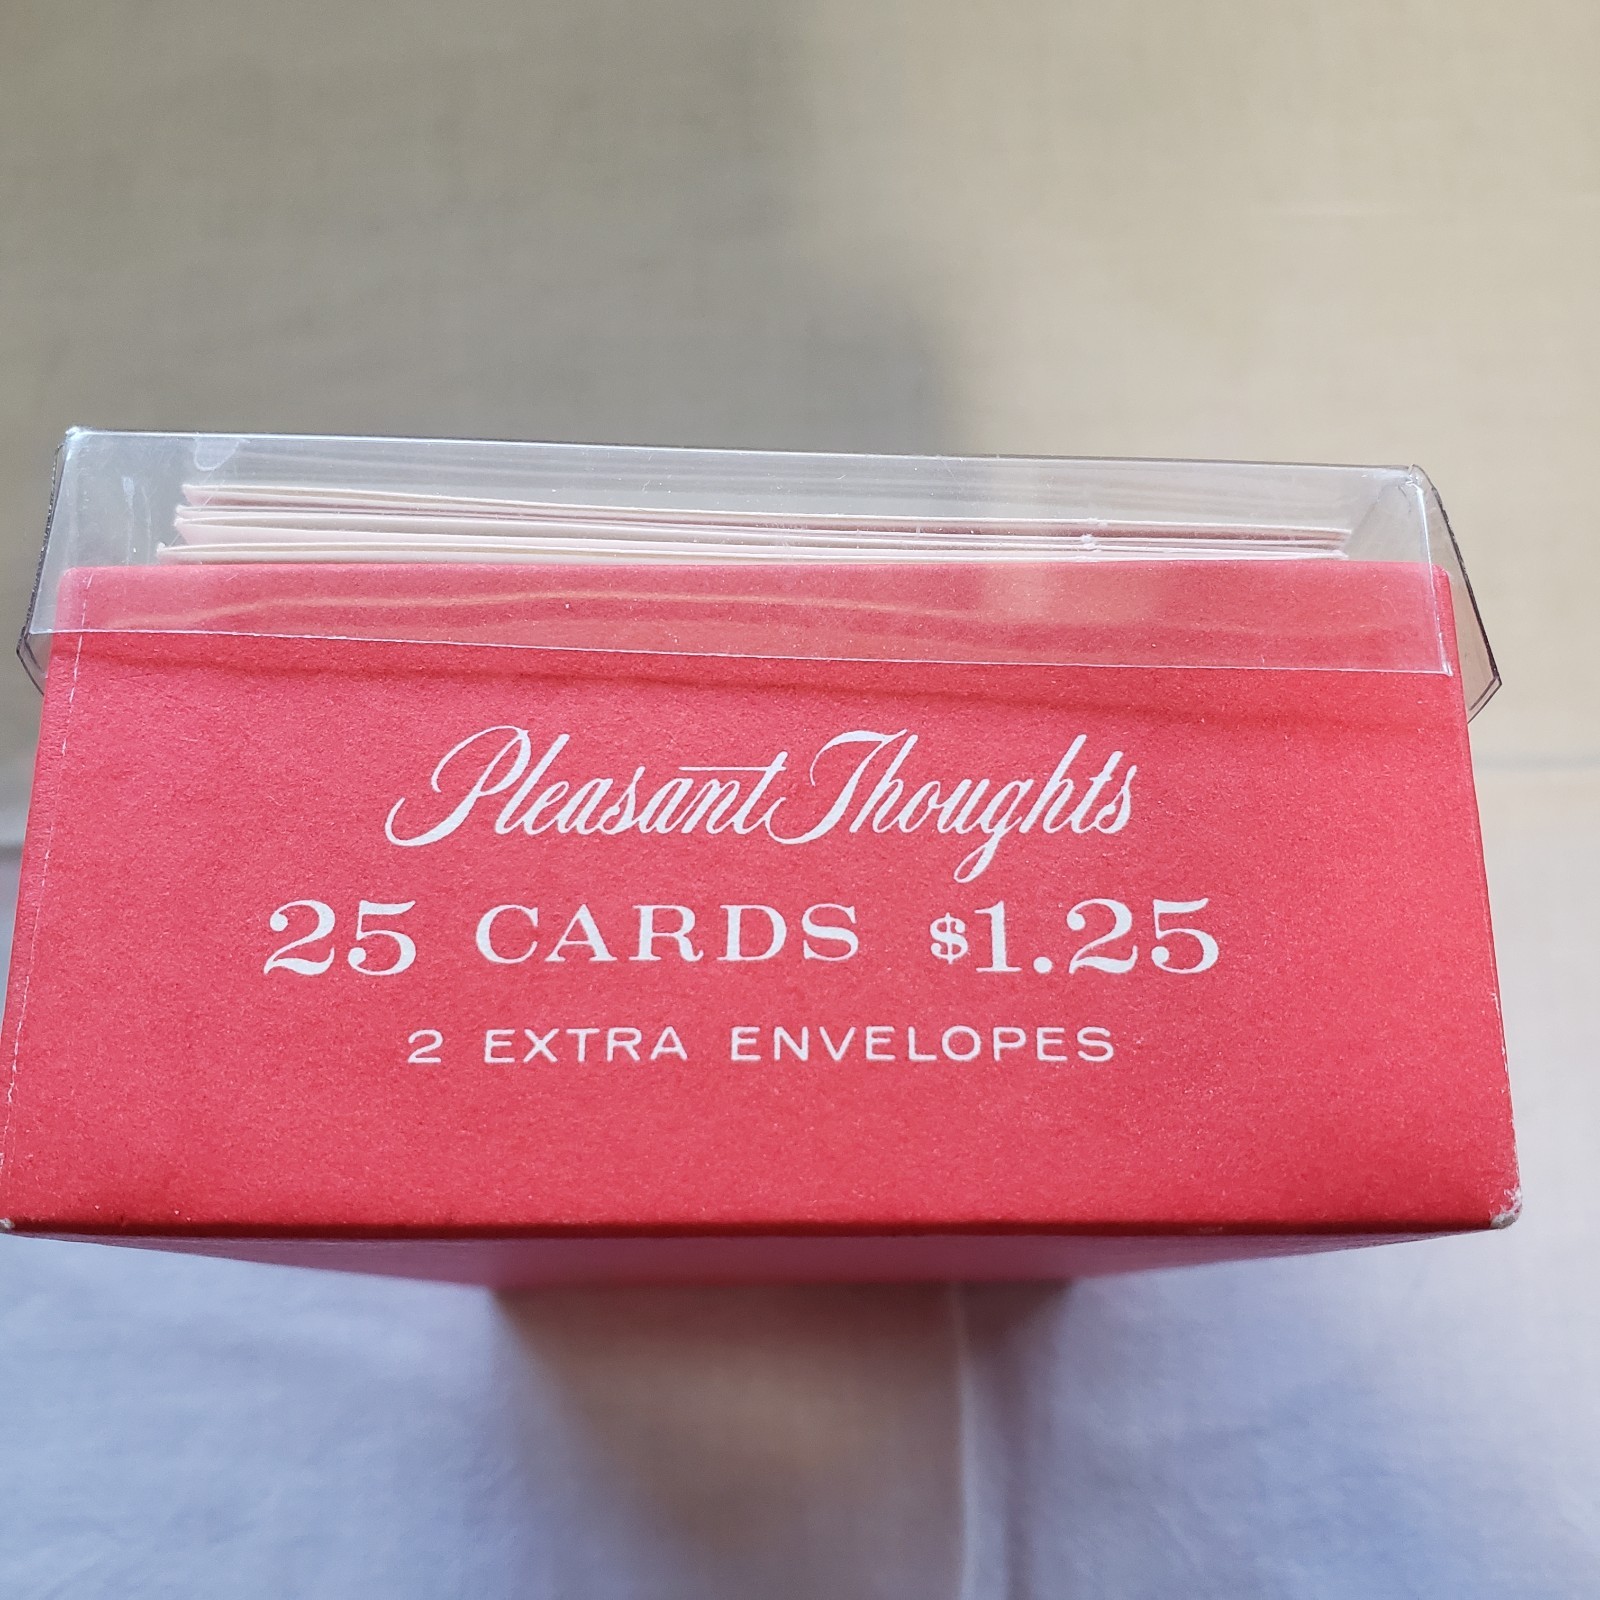 Pleasant Thoughts
25 CARDS $1.25
2 EXTRA ENVELOPES